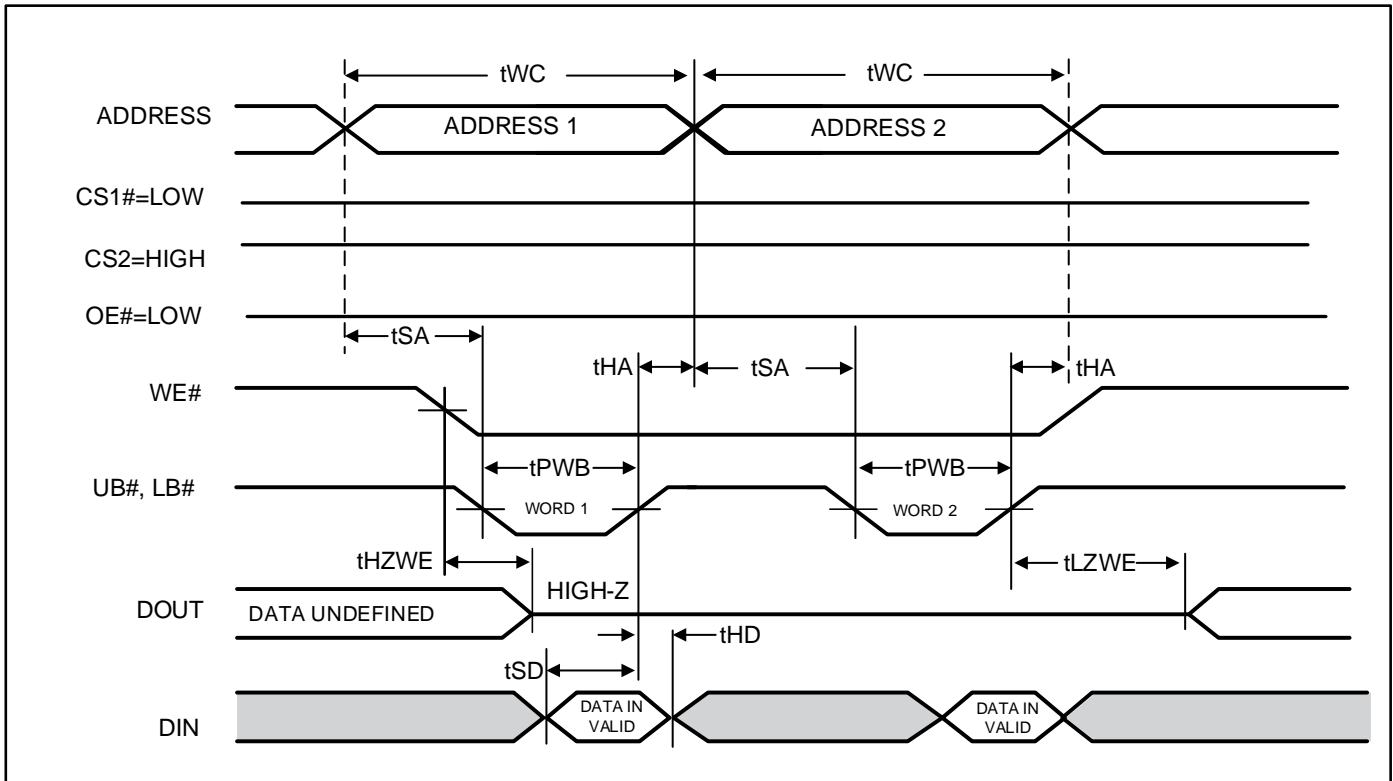 tWC tWC
ADDRESS ADDRESS 1 ADDRESS 2
CS1#=LOW
CS2=HIGH
OE#=LOW
tSA tHA tSA tHA
WE#
tPWB tPWB
UB#, LB# WORD 1 WORD 2
tHZWE tLZWE
DOUT DATA UNDEFINED HIGH-Z
tHD
tSD
DIN DATA IN VALID DATA IN VALID